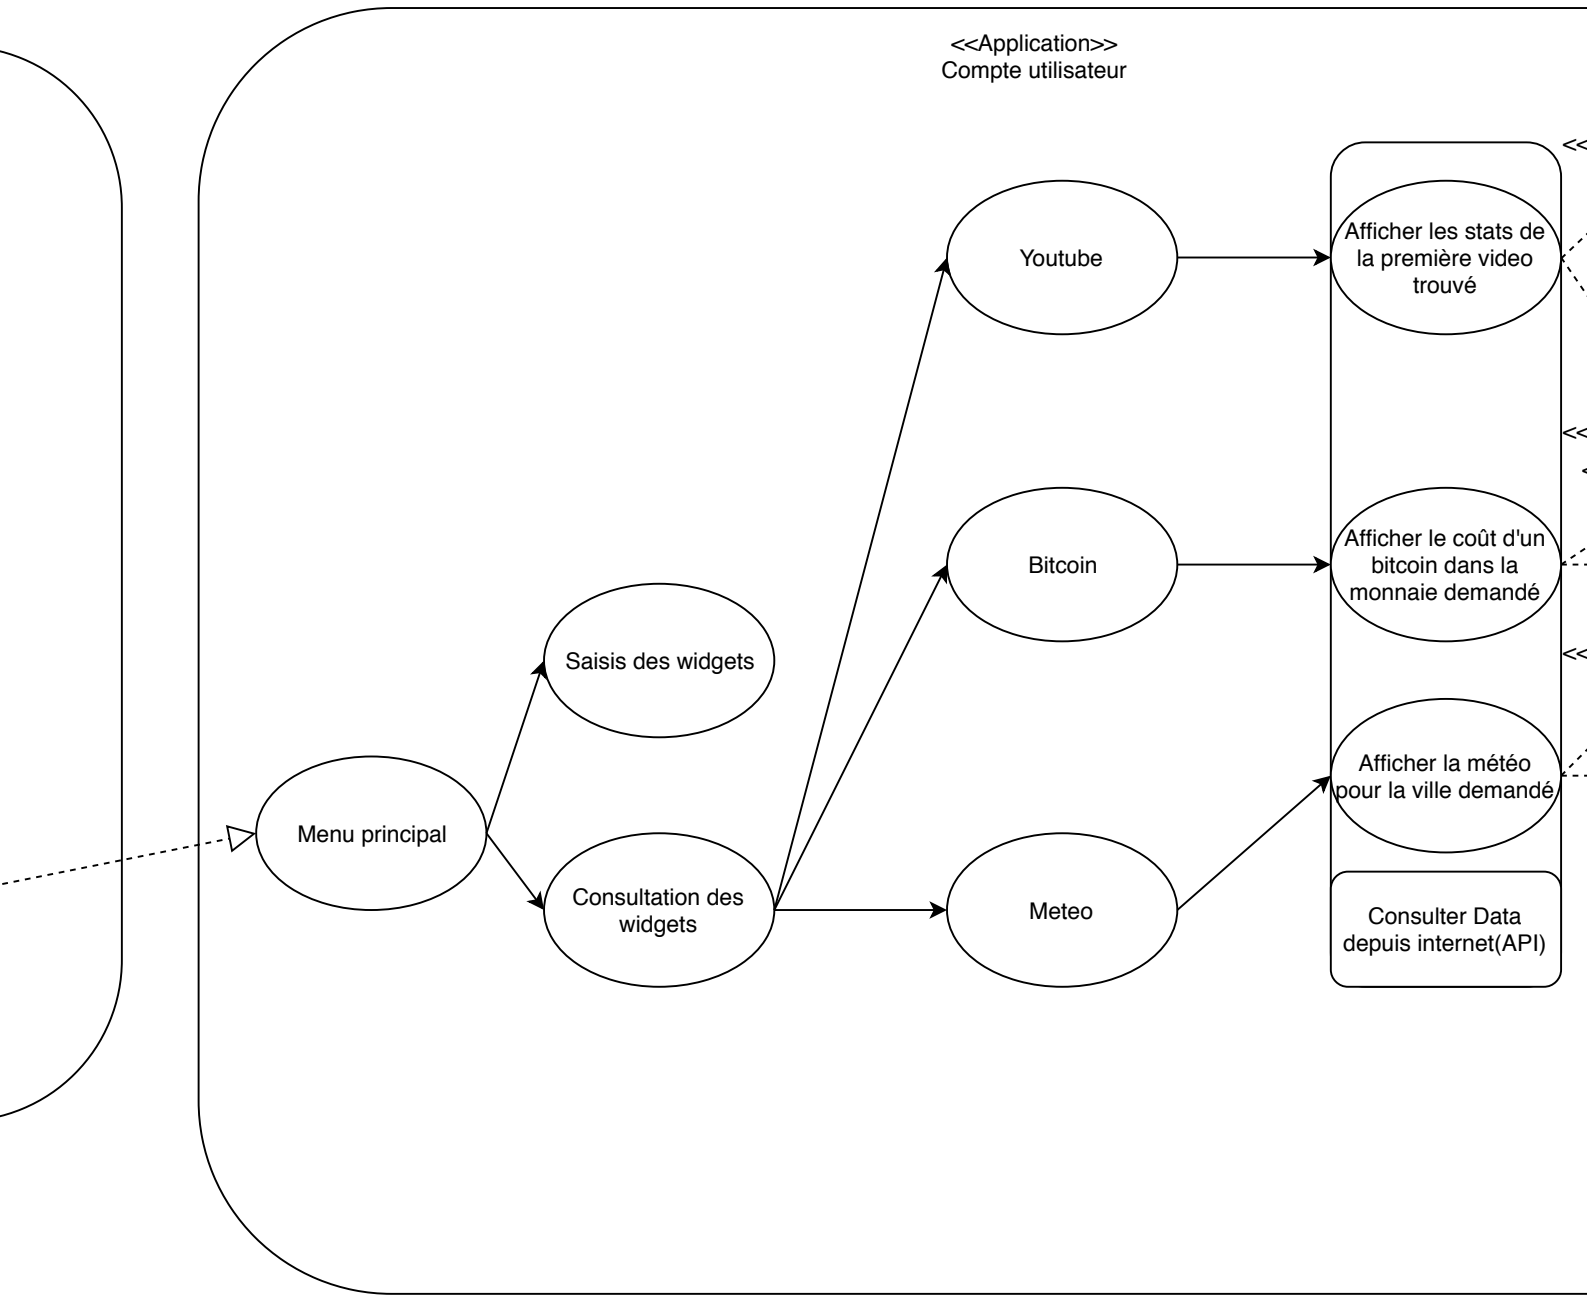 <<Application>>
Compte utilisateur
<<
Youtube
Afficher les stats de
la première video
trouvé
<<
<
Bitcoin
Afficher le coût d'un
bitcoin dans la
monnaie demandé
<<
Saisis des widgets
Afficher la météo
pour la ville demandé
Menu principal
Consultation des
widgets
Meteo
Consulter Data
depuis internet(API)